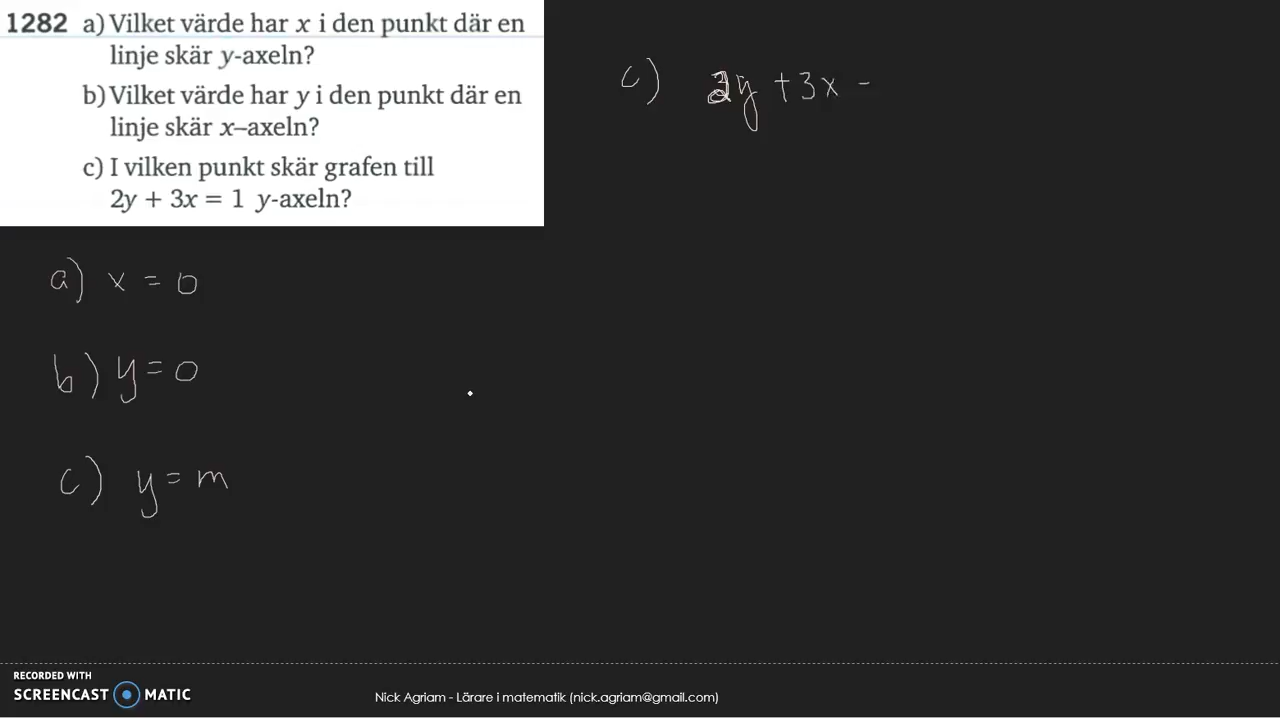 1282 a) Vilket värde har x i den punkt där en
linje skär y-axeln?
b) Vilket värde har y i den punkt där en
linje skär x–axeln?
c) I vilken punkt skär grafen till
2y + 3x = 1 y-axeln?
a) x = 0
b) y = 0
c) y = m
c) 2y + 3x -
RECORDED WITH
SCREENCAST MATIC
Nick Agriam - Lärare i matematik (nick.agriam@gmail.com)